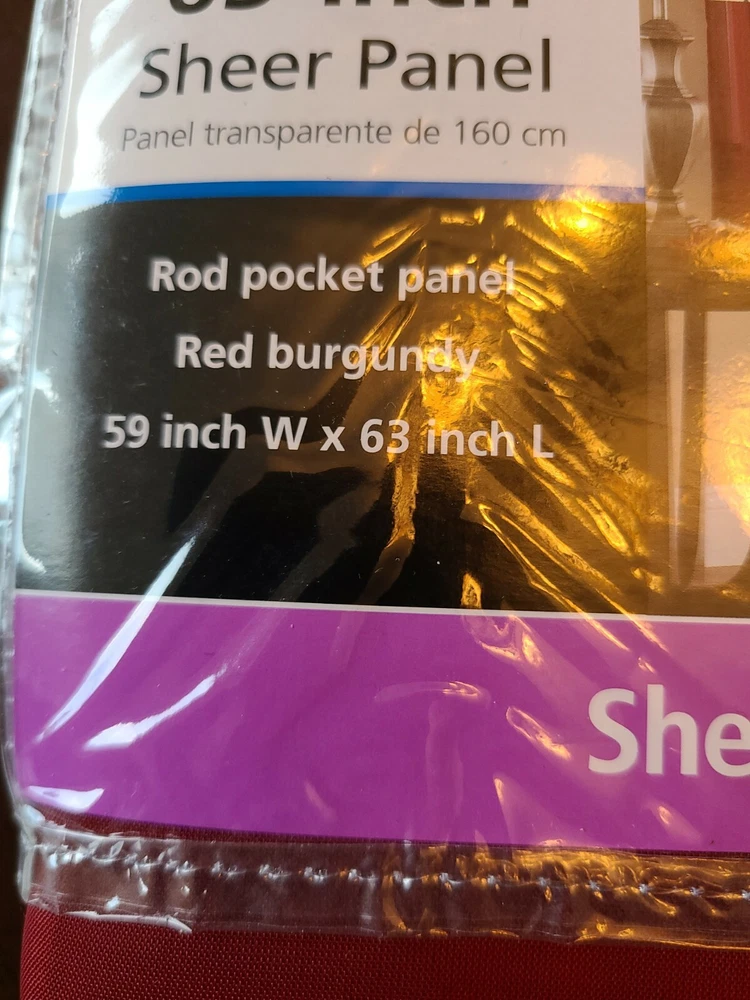 Sheer Panel
Panel transparente de 160 cm
Rod pocket panel
Red burgundy
59 inch W x 63 inch L
She